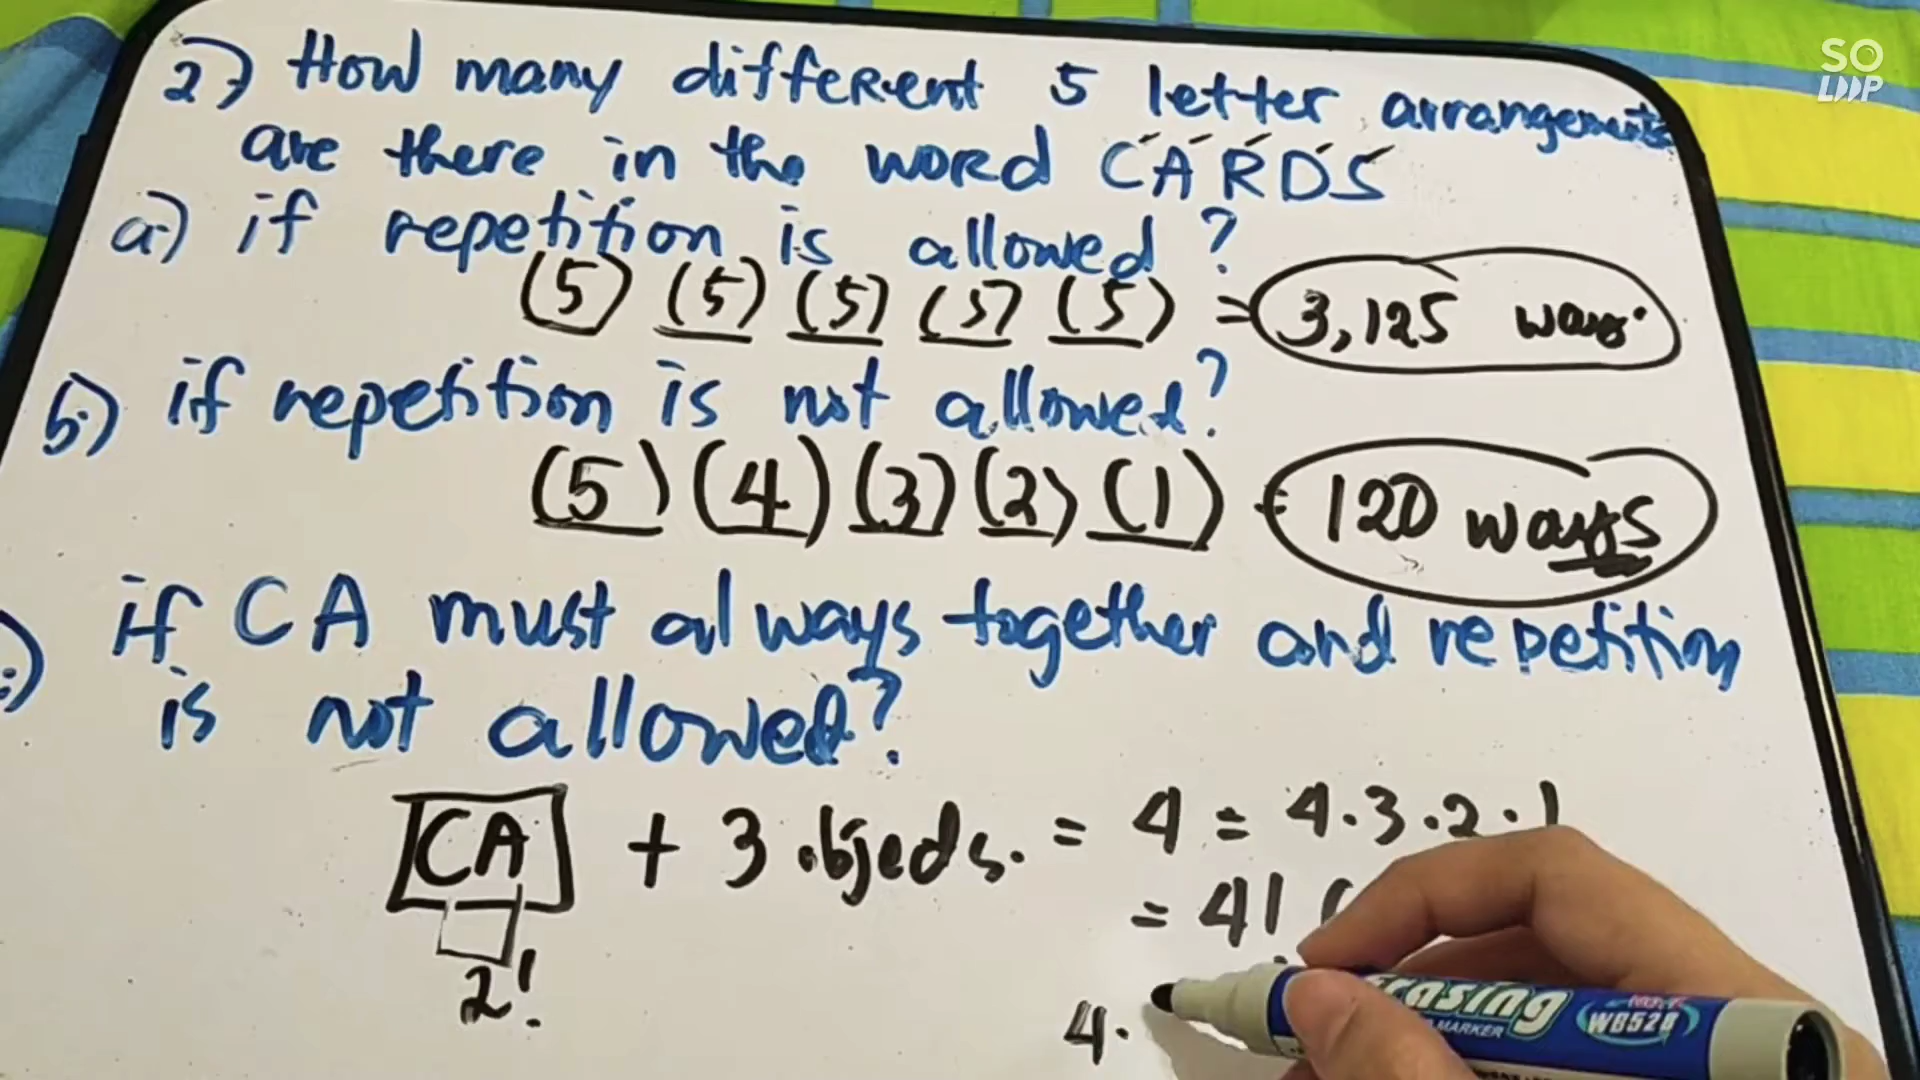 SO
LOOP
2.) How many different 5 letter arrangements
are there in the word CARDS
a.) if repetition is allowed?
(5) (5) (5) (5) (5) = 3,125 ways
b.) if repetition is not allowed?
(5) (4) (3) (2) (1) = 120 ways
if CA must always together and repetition
is not allowed?
CA + 3 objects. = 4 = 4.3.2.1
= 4! (
2!
4.
Erasing
MARKER
WB528